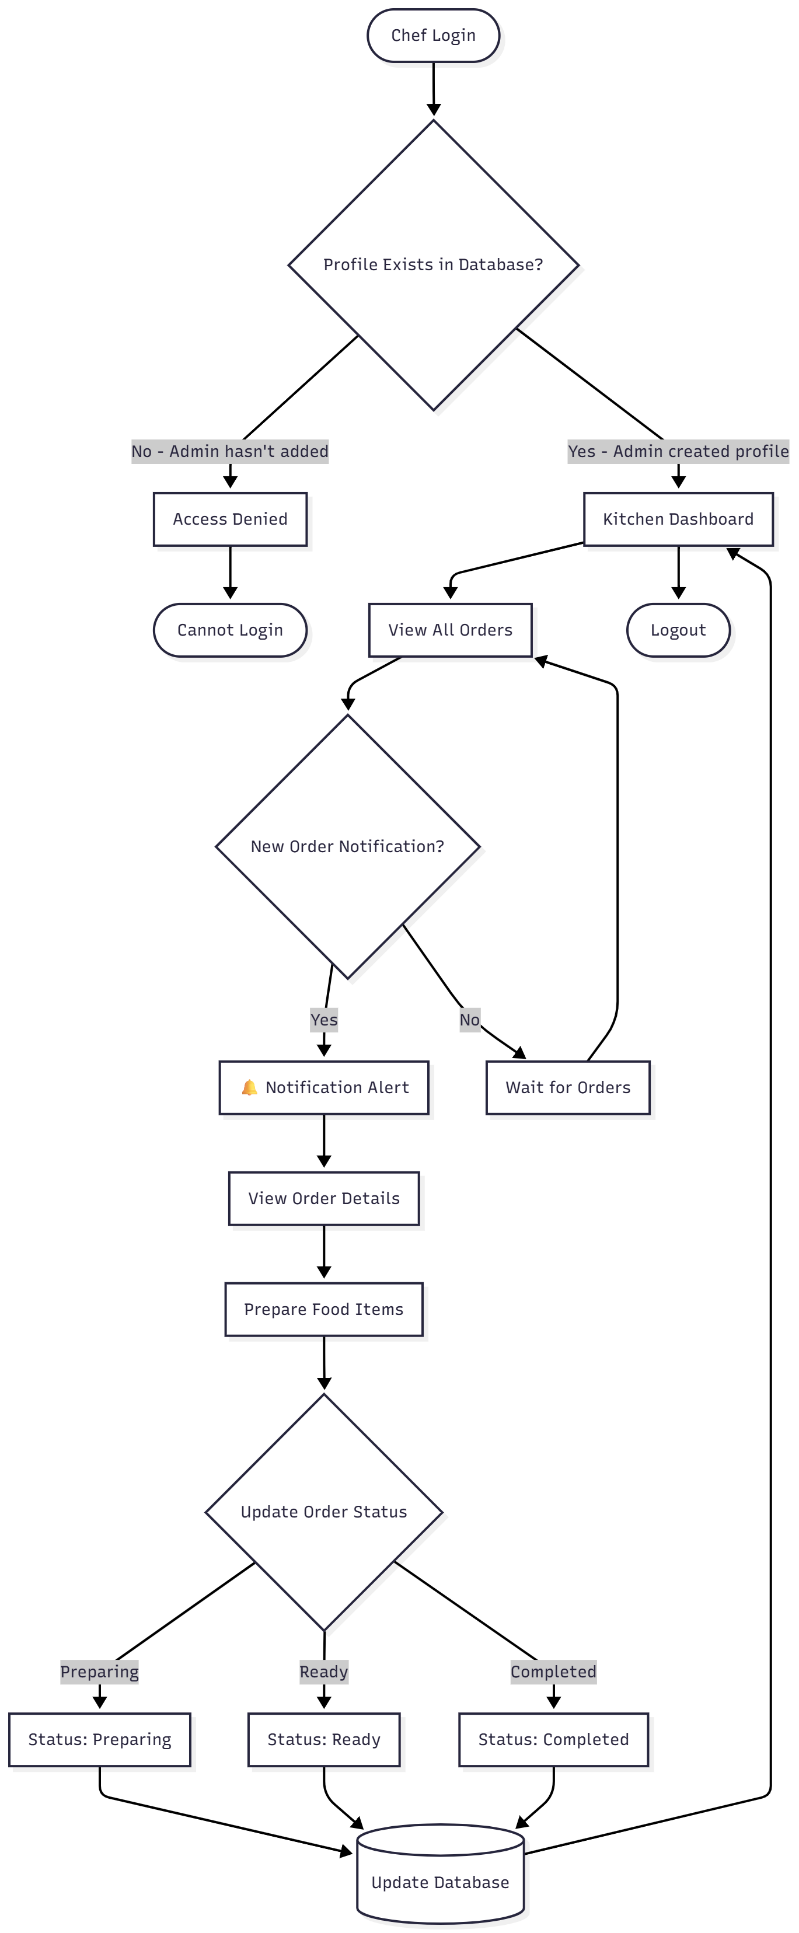 Chef Login
Profile Exists in Database?
No - Admin hasn't added
Yes - Admin created profile
Access Denied
Kitchen Dashboard
Cannot Login
View All Orders
Logout
New Order Notification?
Yes
No
🔔 Notification Alert
Wait for Orders
View Order Details
Prepare Food Items
Update Order Status
Preparing
Ready
Completed
Status: Preparing
Status: Ready
Status: Completed
Update Database